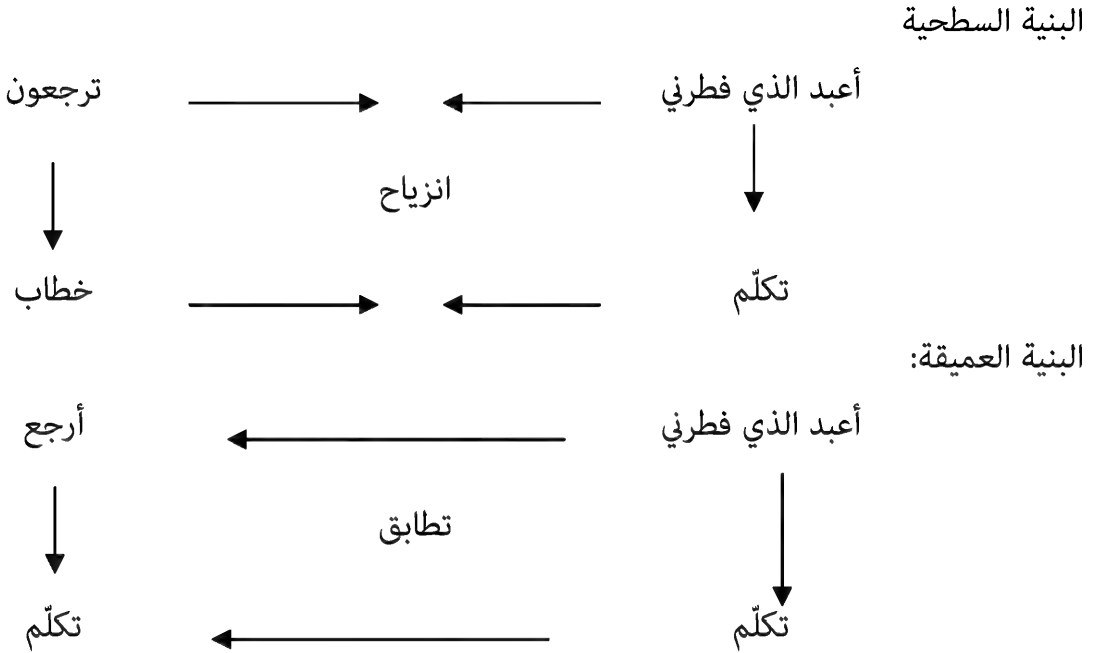 البنية السطحية
أعبد الذي فطرني ترجعون
انزياح
تكلّم خطاب
البنية العميقة:
أعبد الذي فطرني أرجع
تطابق
تكلّم تكلّم